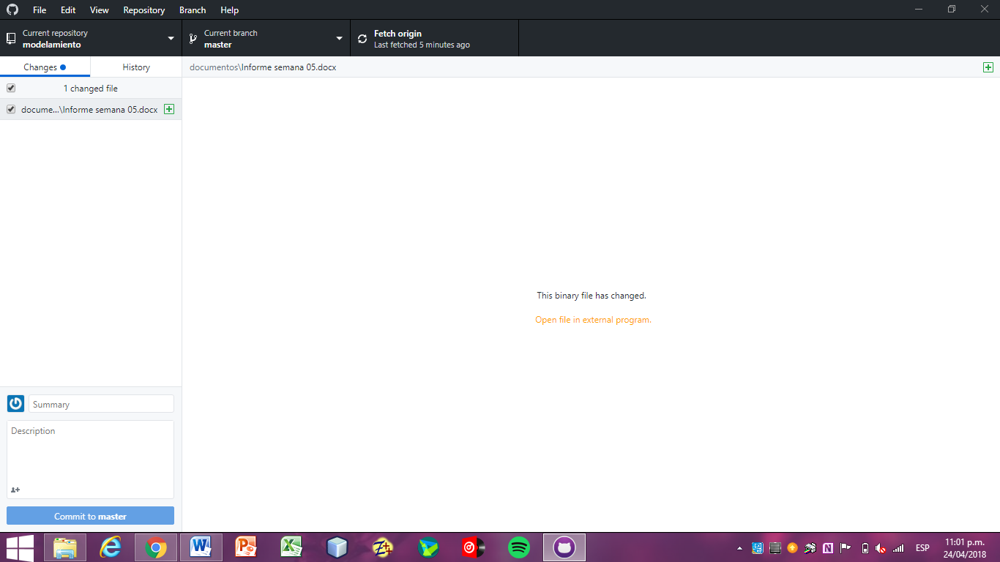 File Edit View Repository Branch Help
Current repository
modelamiento
Current branch
master
Fetch origin
Last fetched 5 minutes ago
Changes
History
documentos\Informe semana 05.docx
1 changed file
docume...\Informe semana 05.docx
This binary file has changed.
Open file in external program.
Summary
Description
Commit to master
ESP
11:01 p.m.
24/04/2018